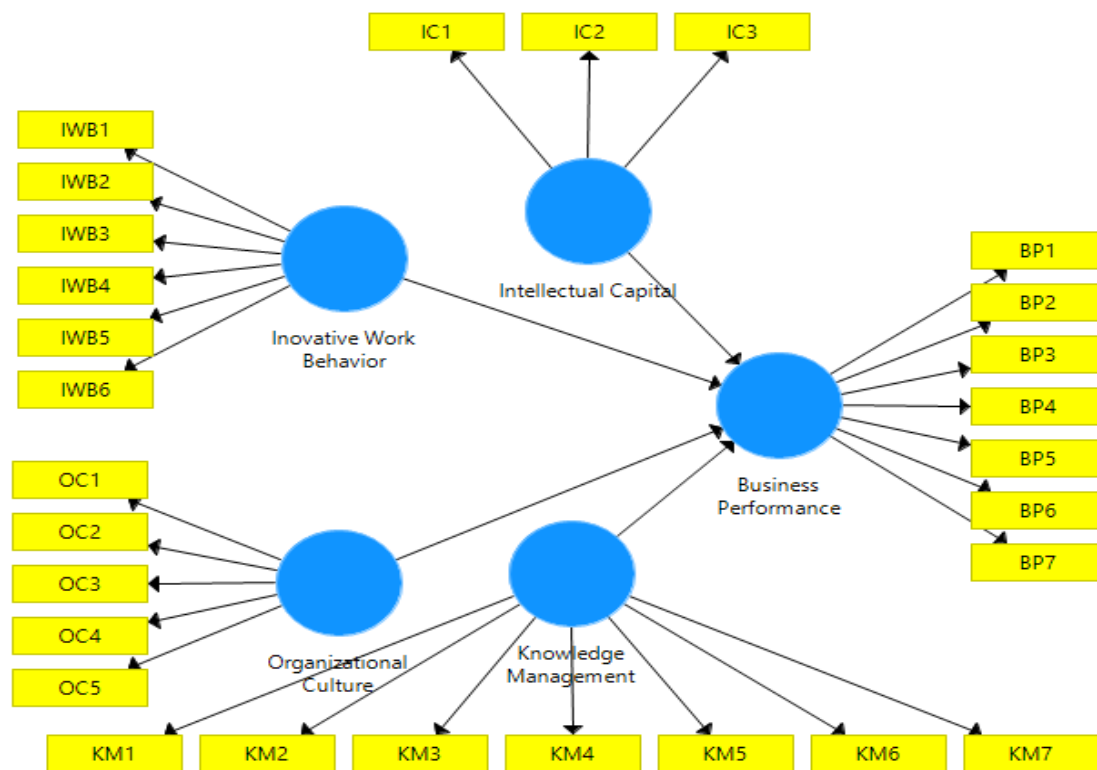 IC1
IC2
IC3
IWB1
IWB2
IWB3
IWB4
IWB5
IWB6
Intellectual Capital
Inovative Work
Behavior
BP1
BP2
BP3
BP4
BP5
BP6
BP7
Business
Performance
OC1
OC2
OC3
OC4
OC5
Organizational
Culture
Knowledge
Management
KM1
KM2
KM3
KM4
KM5
KM6
KM7